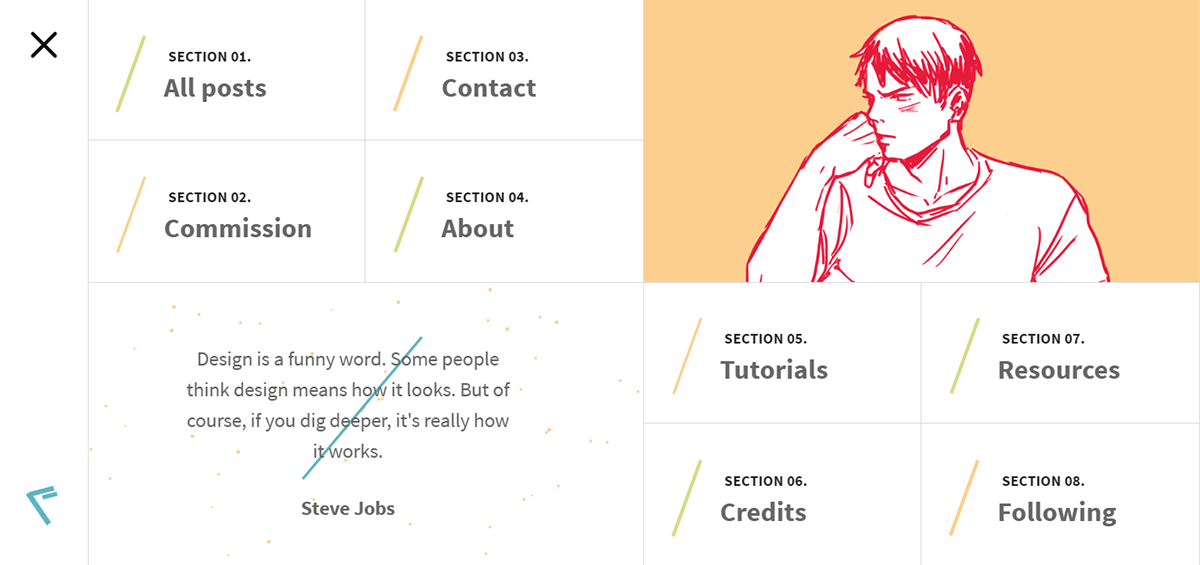 SECTION 01.
All posts
SECTION 03.
Contact
SECTION 02.
Commission
SECTION 04.
About
Design is a funny word. Some people
think design means how it looks. But of
course, if you dig deeper, it's really how
it works.
Steve Jobs
SECTION 05.
Tutorials
SECTION 07.
Resources
SECTION 06.
Credits
SECTION 08.
Following